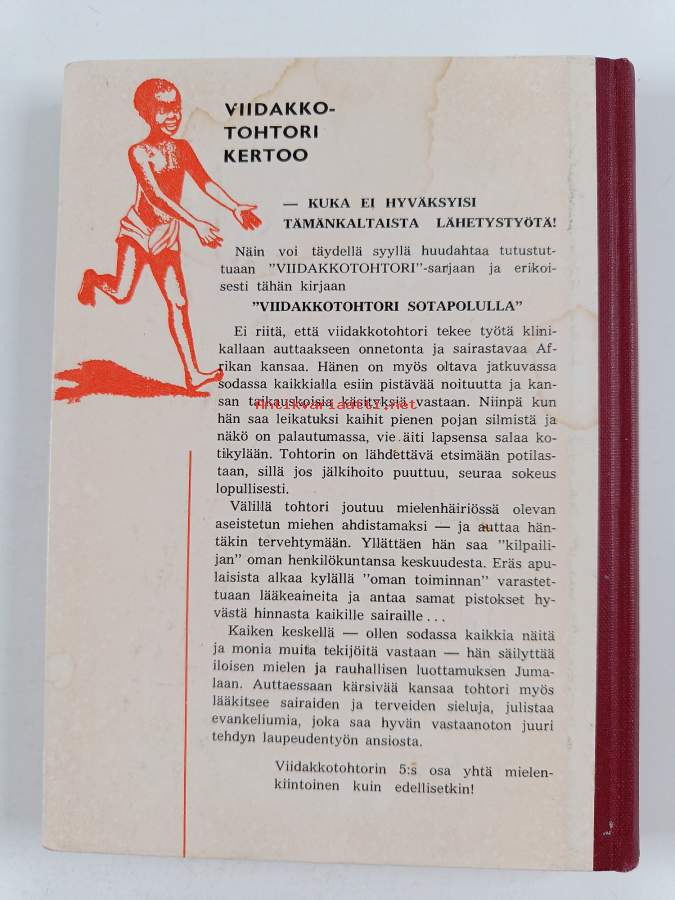 VIIDAKKO-
TOHTORI
KERTOO
— KUKA EI HYVÄKSYISI
TÄMÄNKALTAISTA LÄHETYSTYÖTÄ!
Näin voi täydellä syyllä huudahtaa tutustut-
tuaan ”VIIDAKKOTOHTORI”-sarjaan ja erikoi-
sesti tähän kirjaan
”VIIDAKKOTOHTORI SOTAPOLULLA”
Ei riitä, että viidakkotohtori tekee työtä klini-
kallaan auttaakseen onnetonta ja sairastavaa Af-
rikan kansaa. Hänen on myös oltava jatkuvassa
sodassa kaikkialla esiin pistävää noituutta ja kan-
san taikauskoisia käsityksiä vastaan. Niinpä kun
Antikvariaatti.net
hän saa leikatuksi kaihit pienen pojan silmistä ja
näkö on palautumassa, vie äiti lapsensa salaa ko-
tikylään. Tohtorin on lähdettävä etsimään potilas-
taan, sillä jos jälkihoito puuttuu, seuraa sokeus
lopullisesti.
Välillä tohtori joutuu mielenhäiriössä olevan
aseistetun miehen ahdistamaksi — ja auttaa hän-
täkin tervehtymään. Yllättäen hän saa ”kilpaili-
jan” oman henkilökuntansa keskuudesta. Eräs apu-
laisista alkaa kylällä ”oman toiminnan” varastet-
tuaan lääkeaineita ja antaa samat pistokset hy-
västä hinnasta kaikille sairaille...
Kaiken keskellä — ollen sodassa kaikkia näitä
ja monia muita tekijöitä vastaan — hän säilyttää
iloisen mielen ja rauhallisen luottamuksen Juma-
laan. Auttaessaan kärsivää kansaa tohtori myös
lääkitsee sairaiden ja terveiden sieluja, julistaa
evankeliumia, joka saa hyvän vastaanoton juuri
tehdyn laupeudentyön ansiosta.
Viidakkotohtorin 5:s osa yhtä mielen-
kiintoinen kuin edellisetkin!